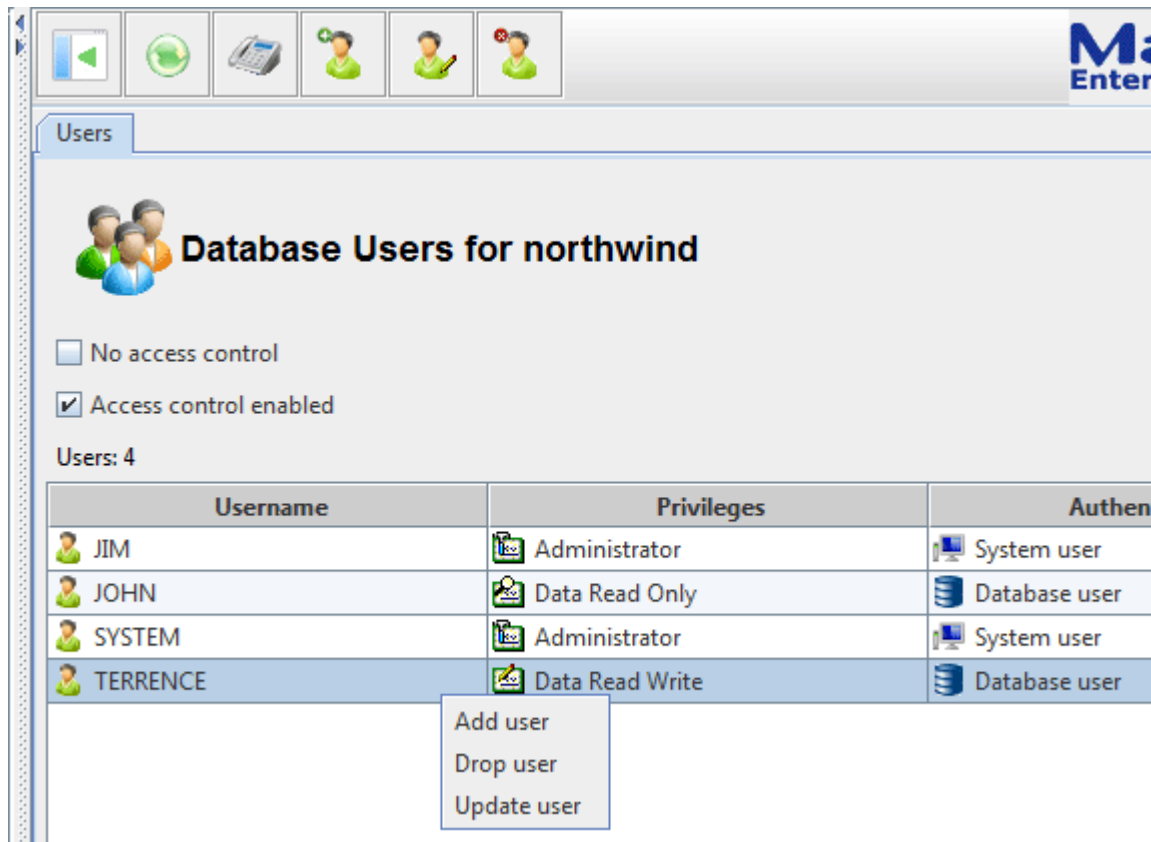 Ma
Enter
Users
Database Users for northwind
No access control
Access control enabled
Users: 4
Username Privileges Authen
JIM Administrator System user
JOHN Data Read Only Database user
SYSTEM Administrator System user
TERRENCE Data Read Write Database user
Add user
Drop user
Update user